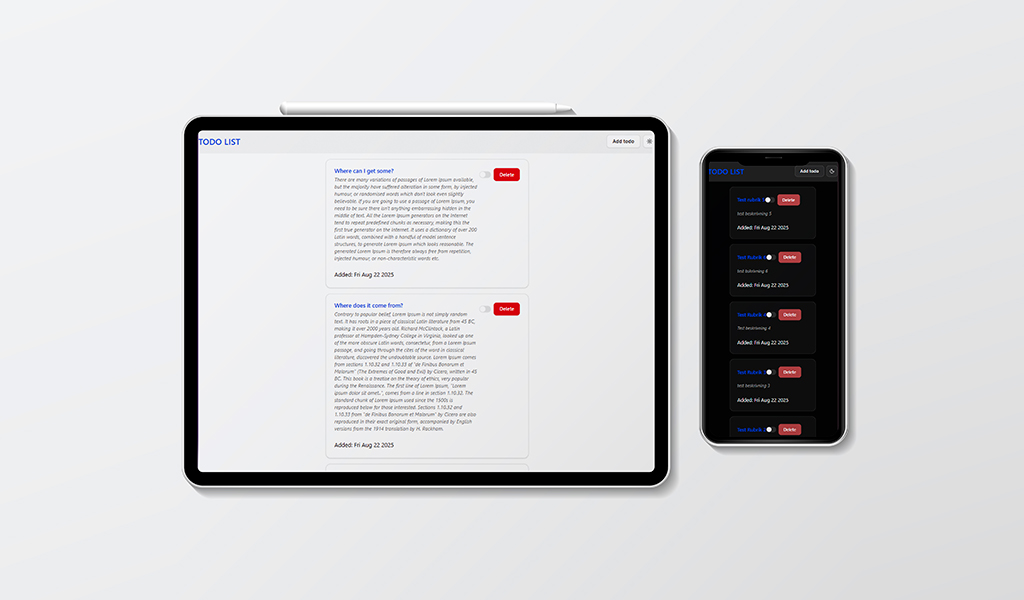 TODO LIST
Add todo
Where can I get some?
Delete
There are many variations of passages of Lorem Ipsum available,
but the majority have suffered alteration in some form, by injected
humour, or randomised words which don't look even slightly
believable. If you are going to use a passage of Lorem Ipsum, you
need to be sure there isn't anything embarrassing hidden in the
middle of text. All the Lorem Ipsum generators on the Internet
tend to repeat predefined chunks as necessary, making this the
first true generator on the Internet. It uses a dictionary of over 200
Latin words, combined with a handful of model sentence
structures, to generate Lorem Ipsum which looks reasonable. The
generated Lorem Ipsum is therefore always free from repetition,
injected humour, or non-characteristic words etc.
Added: Fri Aug 22 2025
Where does it come from?
Delete
Contrary to popular belief, Lorem Ipsum is not simply random
text. It has roots in a piece of classical Latin literature from 45 BC,
making it over 2000 years old. Richard McClintock, a Latin
professor at Hampden-Sydney College in Virginia, looked up one
of the more obscure Latin words, consectetur, from a Lorem Ipsum
passage, and going through the cites of the word in classical
literature, discovered the undoubtable source. Lorem Ipsum comes
from sections 1.10.32 and 1.10.33 of "de Finibus Bonorum et
Malorum" (The Extremes of Good and Evil) by Cicero, written in 45
BC. This book is a treatise on the theory of ethics, very popular
during the Renaissance. The first line of Lorem Ipsum, "Lorem
ipsum dolor sit amet..", comes from a line in section 1.10.32. The
standard chunk of Lorem Ipsum used since the 1500s is
reproduced below for those interested. Sections 1.10.32 and
1.10.33 from "de Finibus Bonorum et Malorum" by Cicero are also
reproduced in their exact original form, accompanied by English
versions from the 1914 translation by H. Rackham.
Added: Fri Aug 22 2025
TODO LIST
Add todo
Test rubrik
Delete
test beskrivning 5
Added: Fri Aug 22 2025
Test Rubrik
Delete
Added: Fri Aug 22 2025
Test Rubrik
Delete
Test beskrivning 4
Added: Fri Aug 22 2025
Test Rubrik
Delete
test beskrivning 3
Added: Fri Aug 22 2025
Test Rubrik
Delete